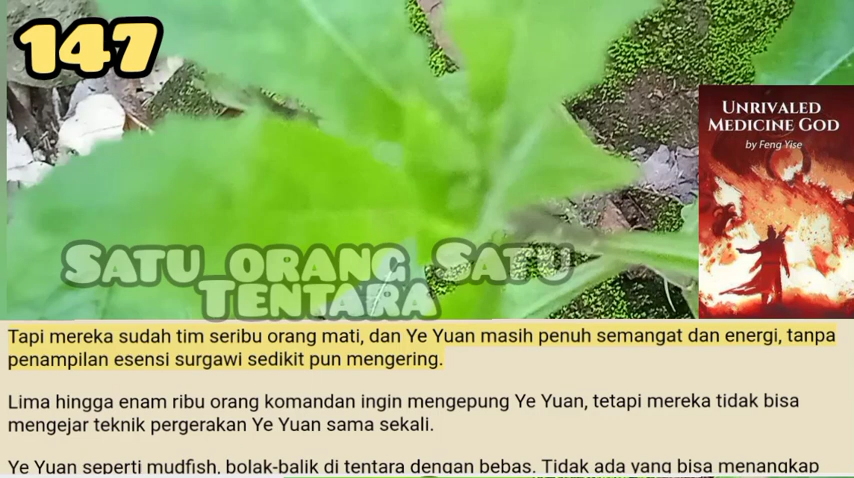 147
UNRIVALED
MEDICINE GOD
by Feng Yise
SATU ORANG SATU
TENTARA
Tapi mereka sudah tim seribu orang mati, dan Ye Yuan masih penuh semangat dan energi, tanpa
penampilan esensi surgawi sedikit pun mengering.
Lima hingga enam ribu orang komandan ingin mengepung Ye Yuan, tetapi mereka tidak bisa
mengejar teknik pergerakan Ye Yuan sama sekali.
Ye Yuan seperti mudfish, bolak-balik di tentara dengan bebas. Tidak ada yang bisa menangkap